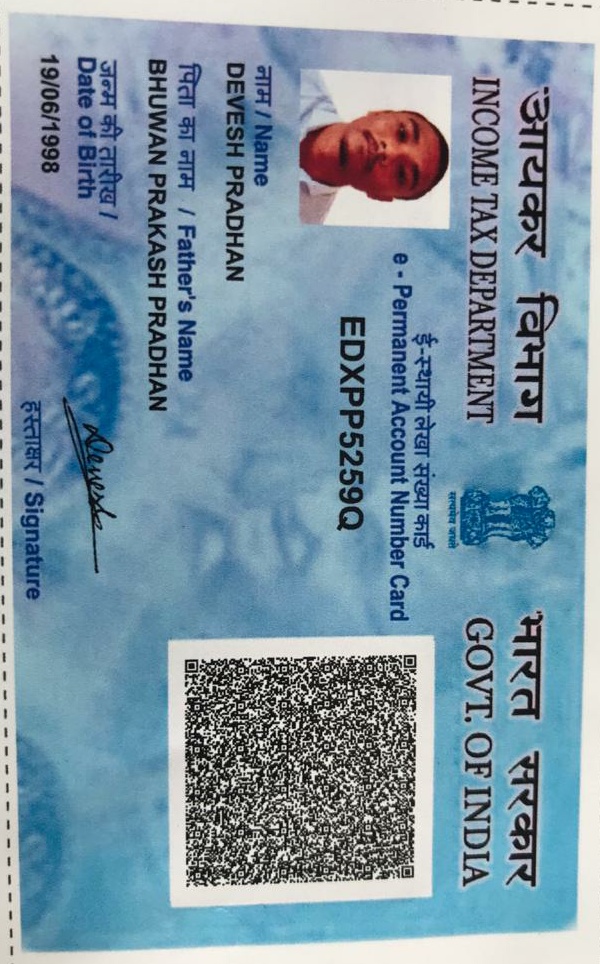 आयकर विभाग
INCOME TAX DEPARTMENT
सत्यमेव जयते
भारत सरकार
GOVT. OF INDIA
ई-स्थायी लेखा संख्या कार्ड
e - Permanent Account Number Card
EDXPP5259Q
नाम / Name
DEVESH PRADHAN
पिता का नाम / Father's Name
BHUWAN PRAKASH PRADHAN
जन्म की तारीख /
Date of Birth
19/06/1998
Devesh
हस्ताक्षर / Signature